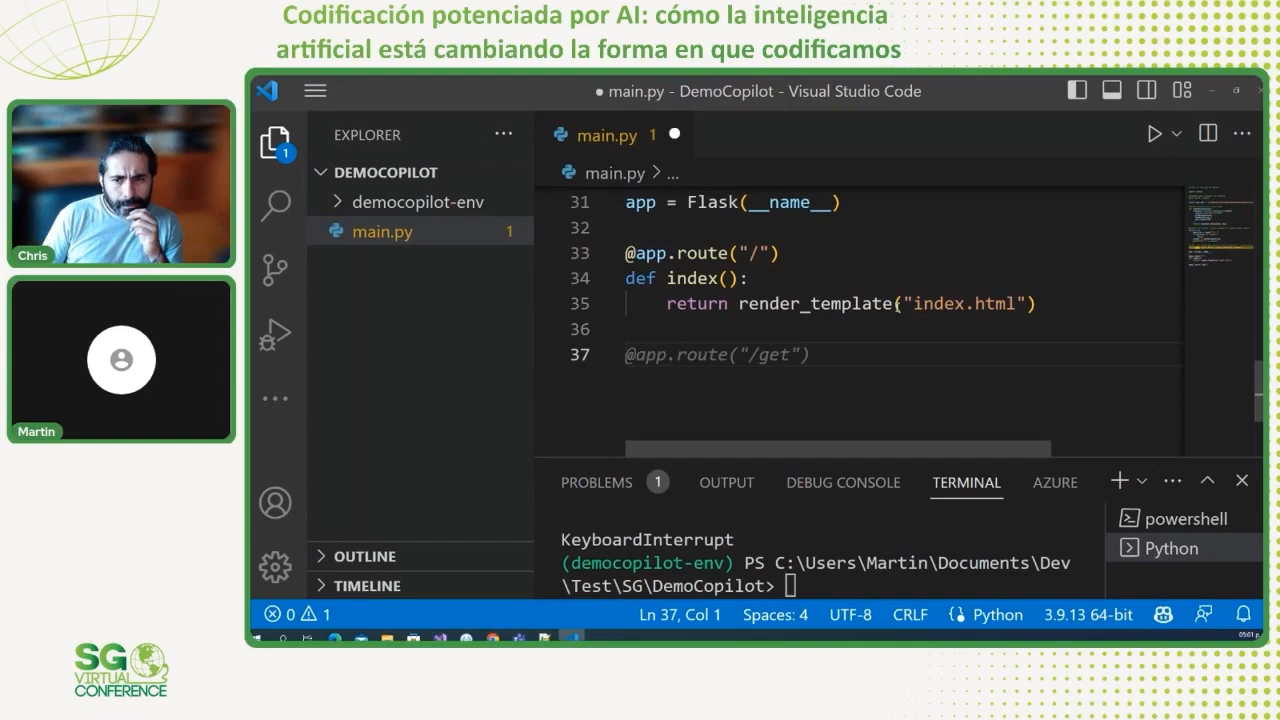 Codificación potenciada por AI: cómo la inteligencia
artificial está cambiando la forma en que codificamos
Chris
Martin
SG
VIRTUAL
CONFERENCE
main.py - DemoCopilot - Visual Studio Code
1
EXPLORER
DEMOCOPILOT
democopilot-env
main.py 1
OUTLINE
TIMELINE
main.py 1
main.py > ...
31 app = Flask(__name__)
32
33 @app.route("/")
34 def index():
35 return render_template("index.html")
36
37 @app.route("/get")
PROBLEMS 1 OUTPUT DEBUG CONSOLE TERMINAL AZURE
KeyboardInterrupt
(democopilot-env) PS C:\Users\Martin\Documents\Dev
\Test\SG\DemoCopilot>
powershell
Python
0 1 Ln 37, Col 1 Spaces: 4 UTF-8 CRLF Python 3.9.13 64-bit